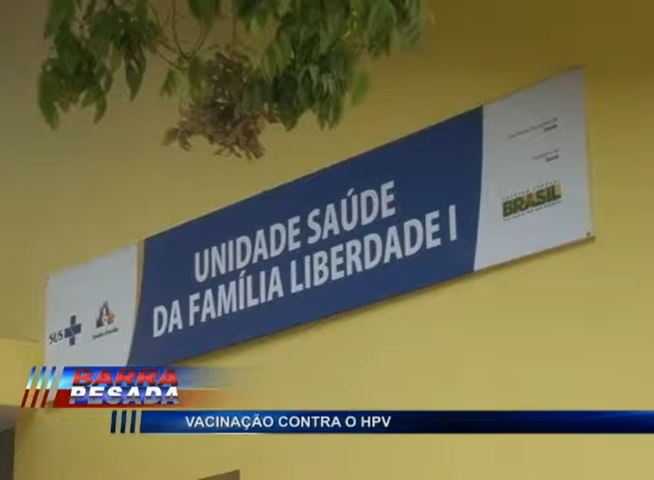 UNIDADE SAÚDE
DA FAMÍLIA LIBERDADE I
SUS
BRASIL
BARRA
PESADA
VACINAÇÃO CONTRA O HPV